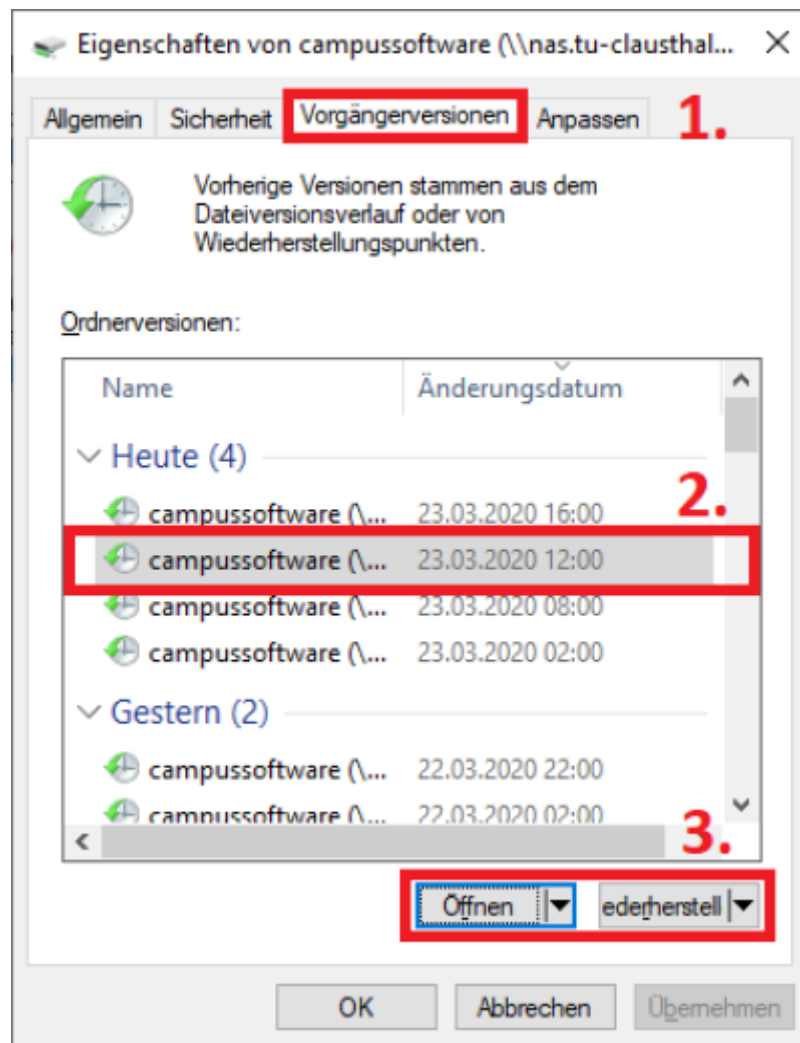 Eigenschaften von campussoftware (\\nas.tu-clausthal...
Allgemein Sicherheit Vorgängerversionen Anpassen 1.
Vorherige Versionen stammen aus dem
Dateiversionsverlauf oder von
Wiederherstellungspunkten.
Ordnerversionen:
Name Änderungsdatum
Heute (4)
campussoftware (\... 23.03.2020 16:00 2.
campussoftware (\... 23.03.2020 12:00
campussoftware (\... 23.03.2020 08:00
campussoftware (\... 23.03.2020 02:00
Gestern (2)
campussoftware (\... 22.03.2020 22:00
campussoftware (\... 22.03.2020 02:00
3.
Öffnen ederherstell
OK Abbrechen Übernehmen